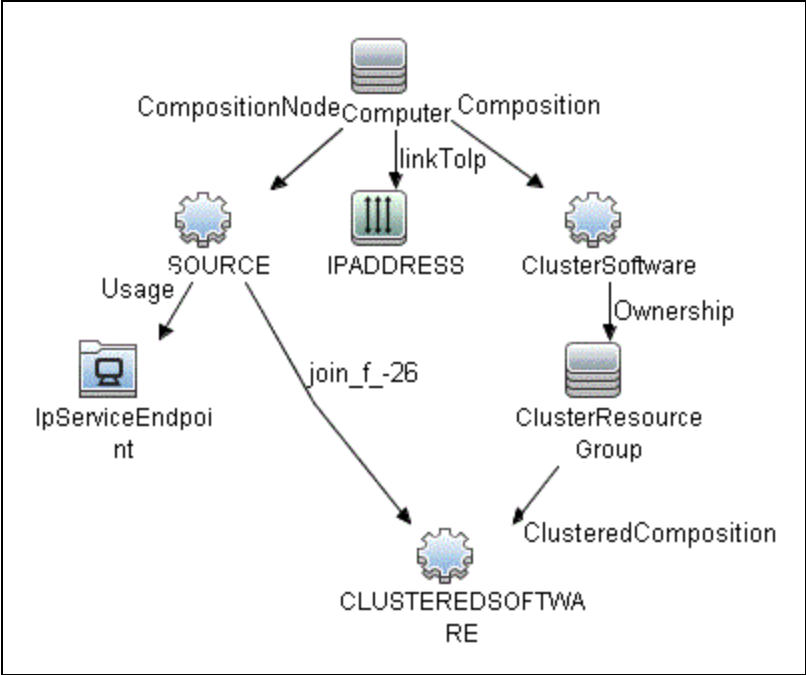 CompositionNode
Computer
Composition
linkToIp
SOURCE
IPADDRESS
ClusterSoftware
Usage
Ownership
join_f_-26
IpServiceEndpoi
nt
ClusterResource
Group
ClusteredComposition
CLUSTEREDSOFTWA
RE